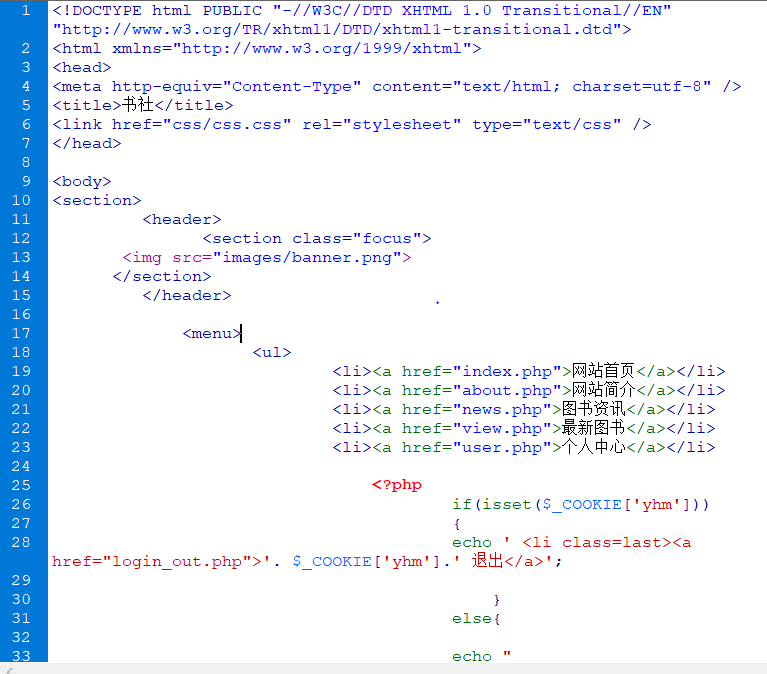 1 <!DOCTYPE html PUBLIC "-//W3C//DTD XHTML 1.0 Transitional//EN"
"http://www.w3.org/TR/xhtml1/DTD/xhtml1-transitional.dtd">
2 <html xmlns="http://www.w3.org/1999/xhtml">
3 <head>
4 <meta http-equiv="Content-Type" content="text/html; charset=utf-8" />
5 <title>书社</title>
6 <link href="css/css.css" rel="stylesheet" type="text/css" />
7 </head>
8
9 <body>
10 <section>
11 <header>
12 <section class="focus">
13 <img src="images/banner.png">
14 </section>
15 </header>
16
17 <menu>
18 <ul>
19 <li><a href="index.php">网站首页</a></li>
20 <li><a href="about.php">网站简介</a></li>
21 <li><a href="news.php">图书资讯</a></li>
22 <li><a href="view.php">最新图书</a></li>
23 <li><a href="user.php">个人中心</a></li>
24
25 <?php
26 if(isset($_COOKIE['yhm']))
27 {
28 echo ' <li class=last><a
href="login_out.php">'. $_COOKIE['yhm'].' 退出</a>';
29
30 }
31 else{
32
33 echo "